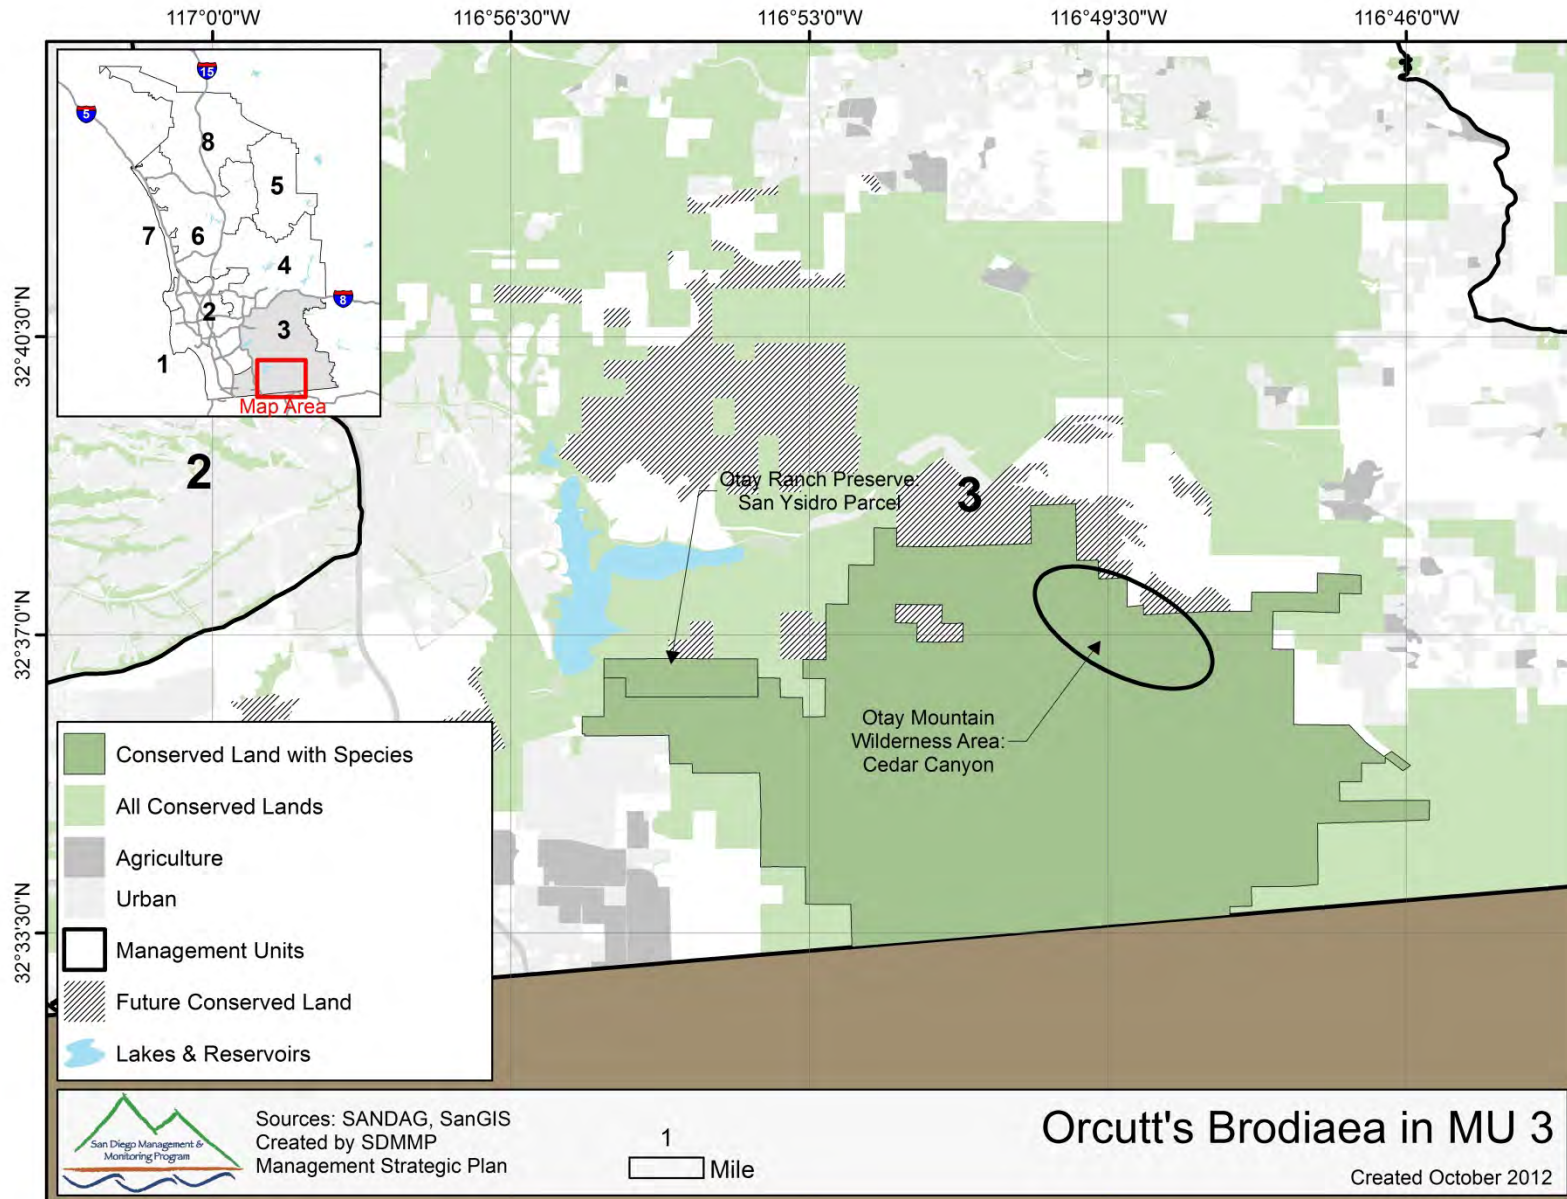 117°0'0"W
116°56'30"W
116°53'0"W
116°49'30"W
116°46'0"W
32°40'30"N
32°37'0"N
32°33'30"N
15
5
8
5
7
6
4
8
2
3
1
Map Area
2
Otay Ranch Preserve:
San Ysidro Parcel
3
Otay Mountain
Wilderness Area:
Cedar Canyon
Conserved Land with Species
All Conserved Lands
Agriculture
Urban
Management Units
Future Conserved Land
Lakes & Reservoirs
San Diego Management &
Monitoring Program
Sources: SANDAG, SanGIS
Created by SDMMP
Management Strategic Plan
1
Mile
Orcutt's Brodiaea in MU 3
Created October 2012